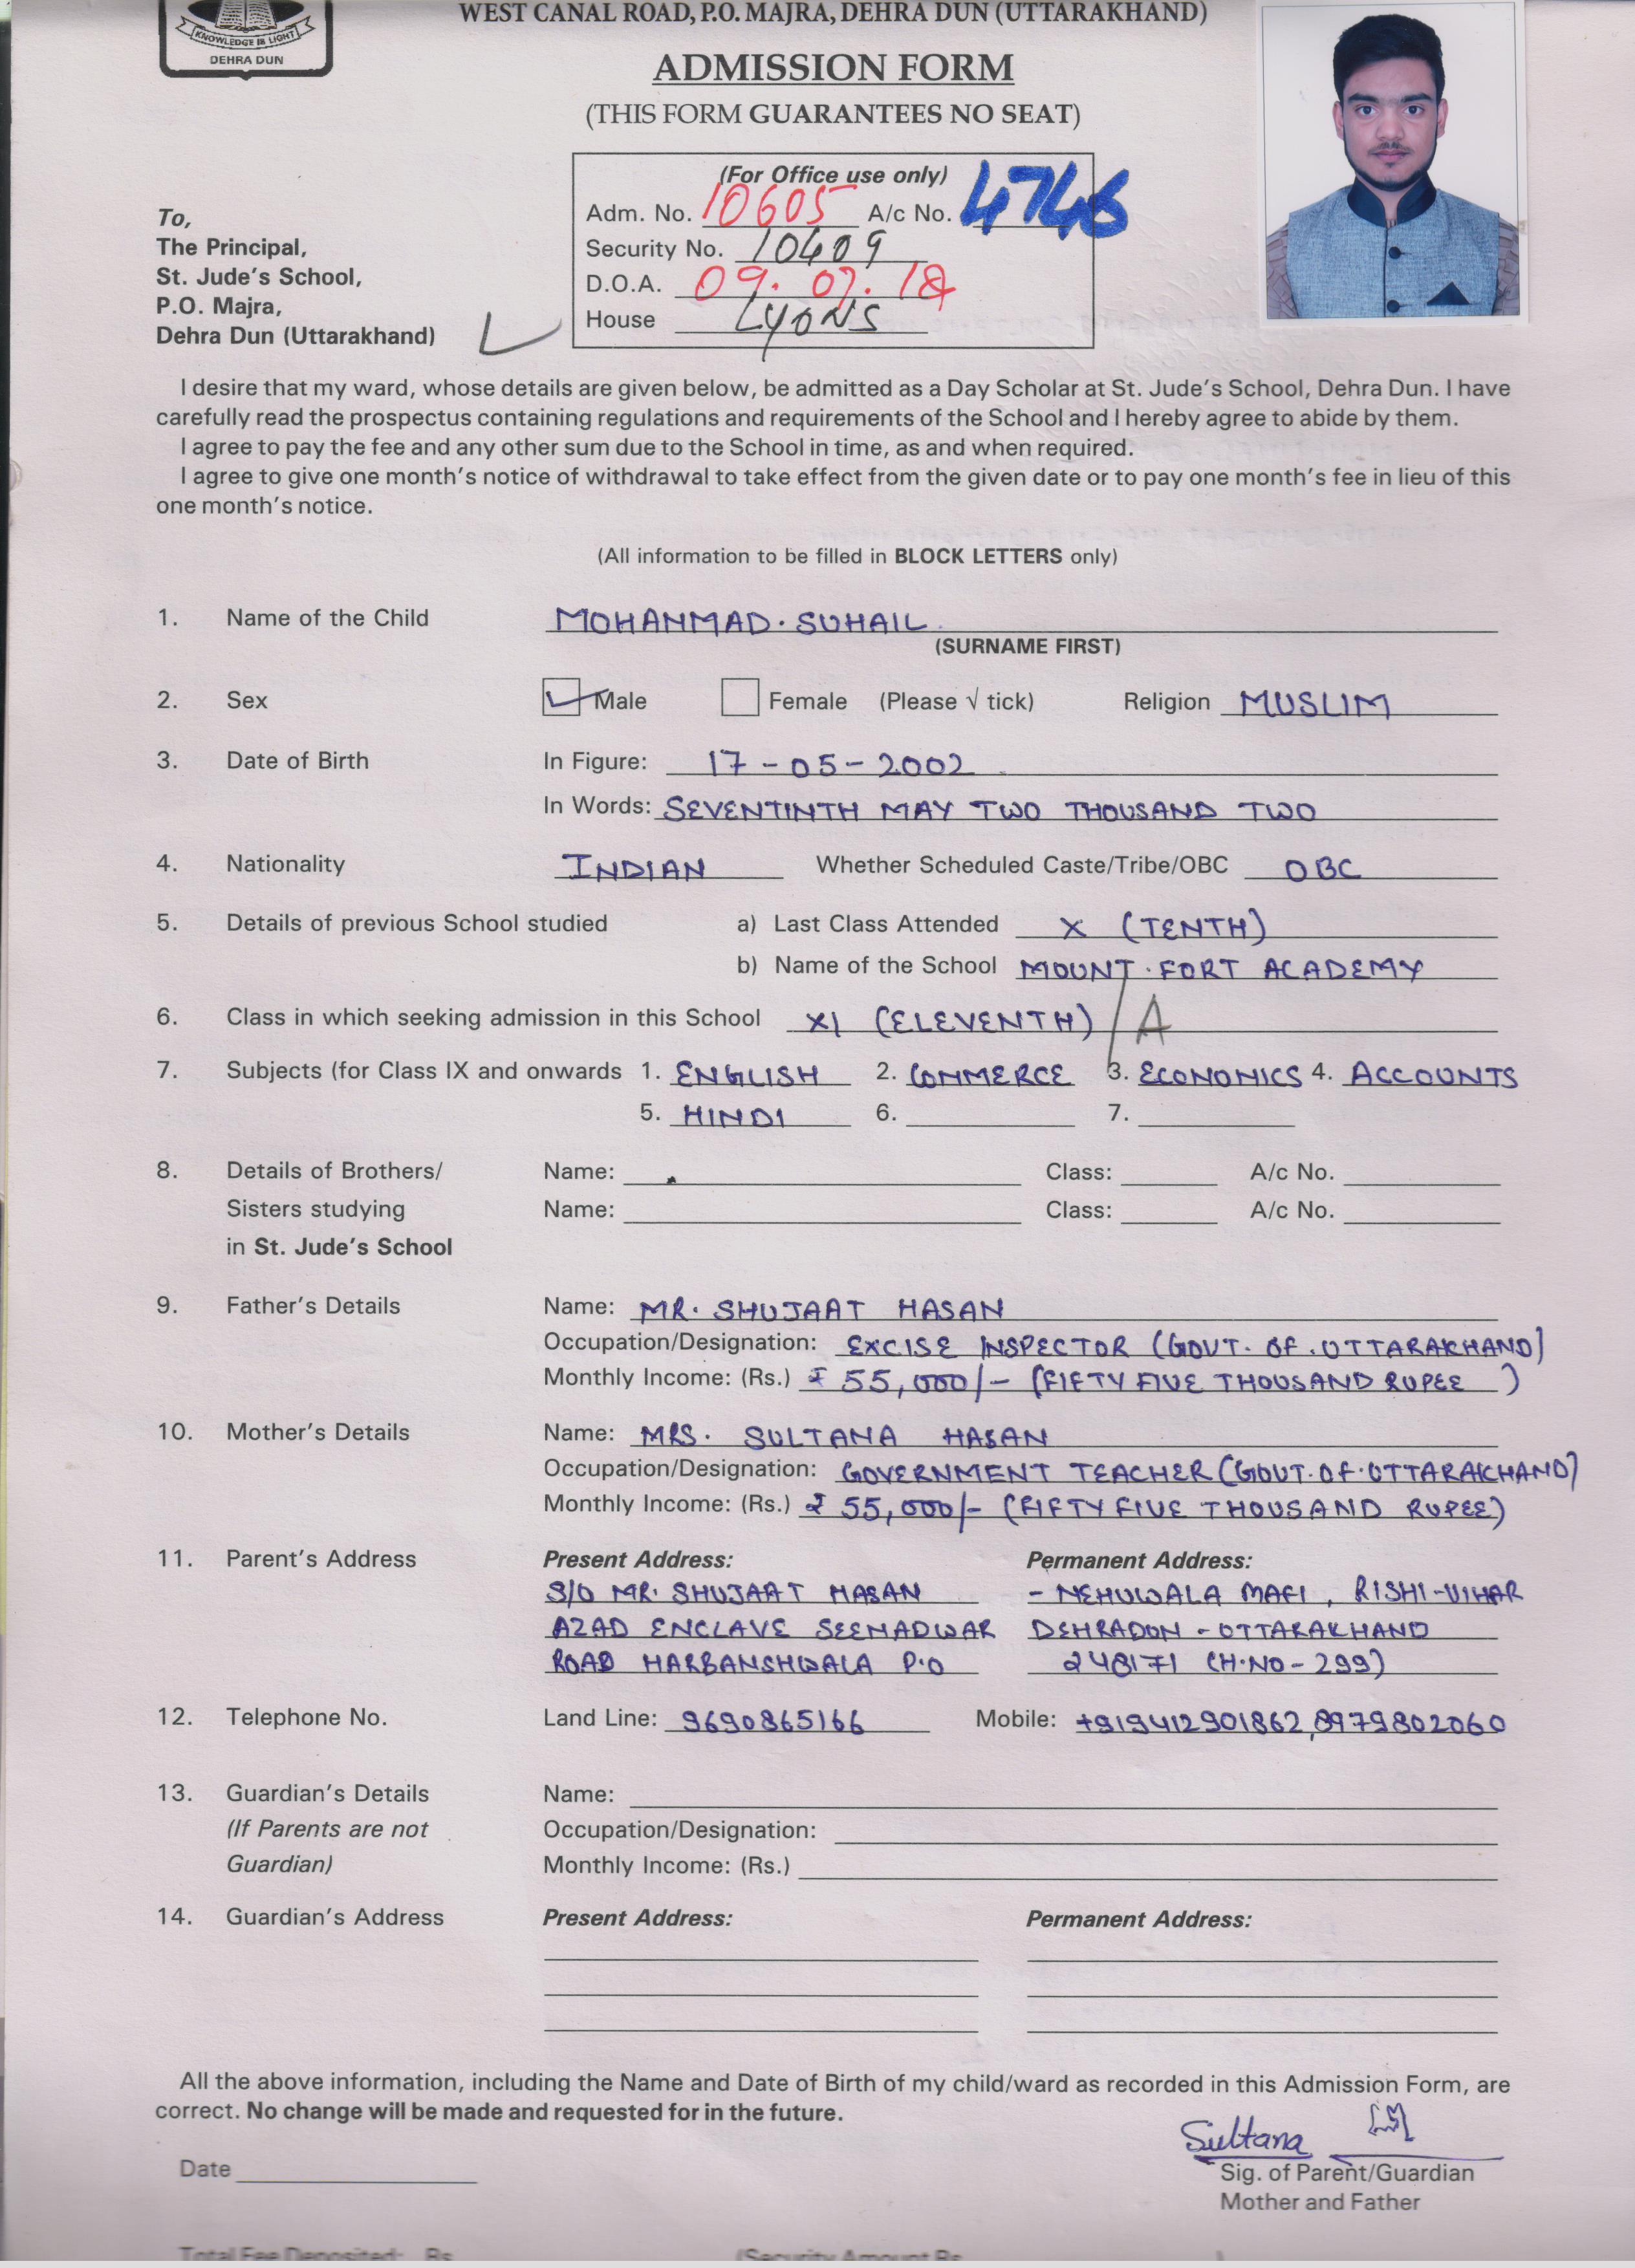 KNOWLEDGE IS LIGHT
DEHRA DUN
WEST CANAL ROAD, P.O. MAJRA, DEHRA DUN (UTTARAKHAND)
ADMISSION FORM
(THIS FORM GUARANTEES NO SEAT)
(For Office use only)
Adm. No. 10605 A/c No. 4746
Security No. 10409
D.O.A. 09.07.18
House LYONS
To,
The Principal,
St. Jude's School,
P.O. Majra,
Dehra Dun (Uttarakhand)
I desire that my ward, whose details are given below, be admitted as a Day Scholar at St. Jude's School, Dehra Dun. I have
carefully read the prospectus containing regulations and requirements of the School and I hereby agree to abide by them.
I agree to pay the fee and any other sum due to the School in time, as and when required.
I agree to give one month's notice of withdrawal to take effect from the given date or to pay one month's fee in lieu of this
one month's notice.
(All information to be filled in BLOCK LETTERS only)
1. Name of the Child MOHAMMAD. SUHAIL
(SURNAME FIRST)
2. Sex Male Female (Please √ tick) Religion MUSLIM
3. Date of Birth In Figure: 17-05-2002
In Words: SEVENTINTH MAY TWO THOUSAND TWO
4. Nationality INDIAN Whether Scheduled Caste/Tribe/OBC OBC
5. Details of previous School studied a) Last Class Attended X (TENTH)
b) Name of the School MOUNT. FORT ACADEMY
6. Class in which seeking admission in this School XI (ELEVENTH) / A
7. Subjects (for Class IX and onwards 1. ENGLISH 2. COMMERCE 3. ECONOMICS 4. ACCOUNTS
5. HINDI 6. 7.
8. Details of Brothers/ Name: Class: A/c No.
Sisters studying Name: Class: A/c No.
in St. Jude's School
9. Father's Details Name: MR. SHUJAAT HASAN
Occupation/Designation: EXCISE INSPECTOR (GOVT. OF. UTTARAKHAND)
Monthly Income: (Rs.) ₹ 55,000/- (FIFTY FIVE THOUSAND RUPEE )
10. Mother's Details Name: MRS. SULTANA HASAN
Occupation/Designation: GOVERNMENT TEACHER (GOVT. OF. UTTARAKHAND)
Monthly Income: (Rs.) ₹ 55,000/- (FIFTY FIVE THOUSAND RUPEE)
11. Parent's Address Present Address: Permanent Address:
S/O MR. SHUJAAT HASAN - NEHUWALA MAFI, RISHI-VIHAR
AZAD ENCLAVE SEEMADWAR DEHRADUN - UTTARAKHAND
ROAD HARBANSHWALA P.O 248171 (H.NO-299)
12. Telephone No. Land Line: 9690865166 Mobile: +919412901862, 8979802060
13. Guardian's Details Name:
(If Parents are not Occupation/Designation:
Guardian) Monthly Income: (Rs.)
14. Guardian's Address Present Address: Permanent Address:
All the above information, including the Name and Date of Birth of my child/ward as recorded in this Admission Form, are
correct. No change will be made and requested for in the future.
Sultana
Date Sig. of Parent/Guardian
Mother and Father
Total Fee Deposited: Rs. (Security Amount Rs. )